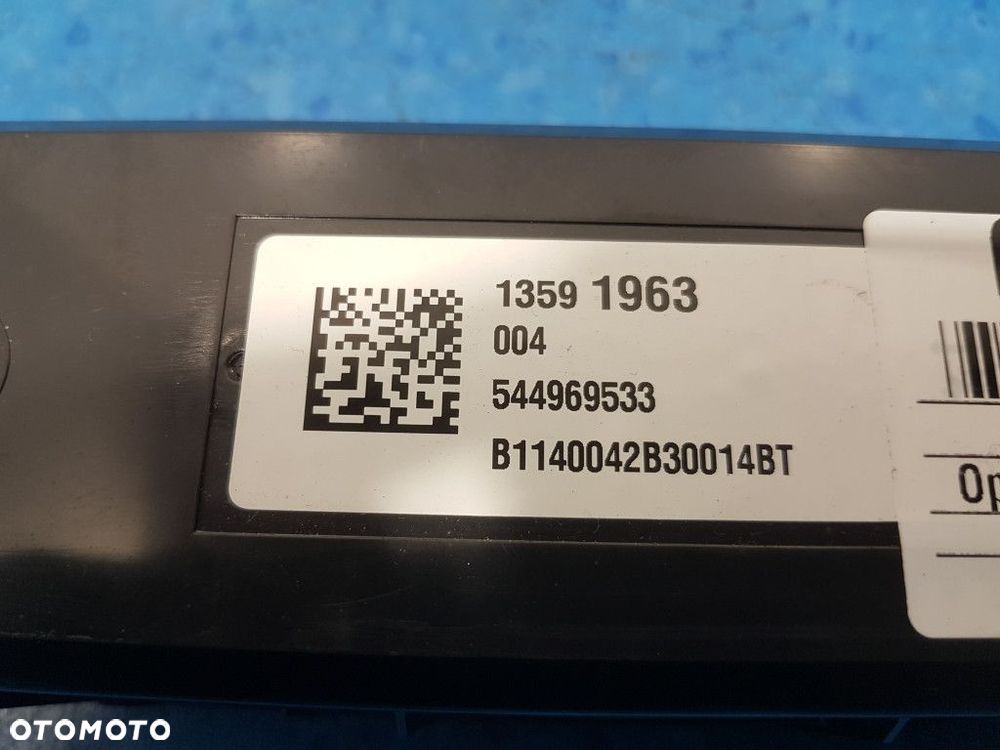 1359 1963
004
544969533
B1140042B30014BT
Op
OTOMOTO